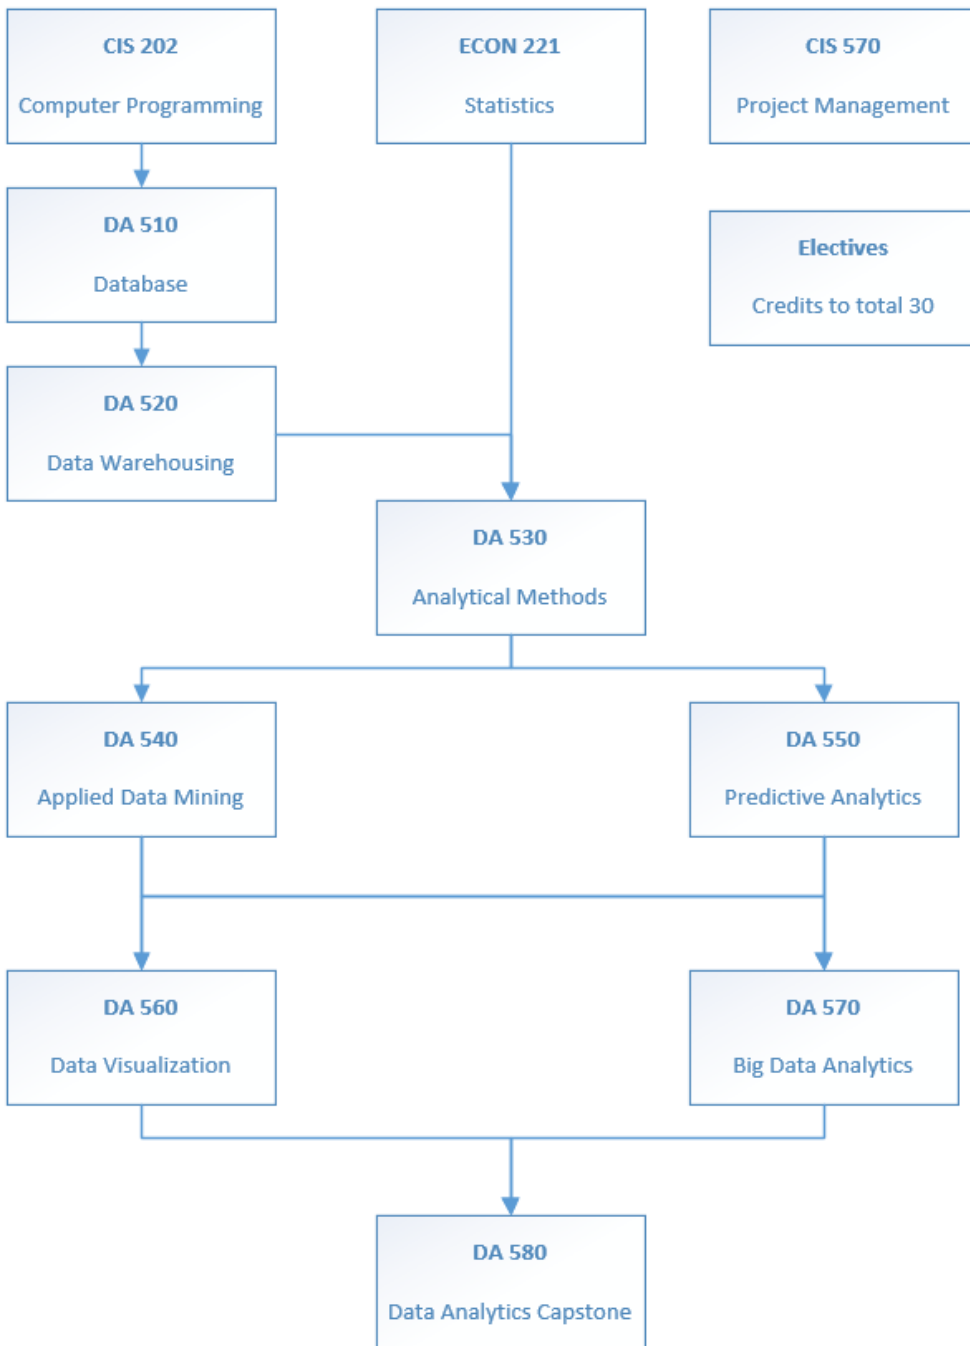 CIS 202
Computer Programming
ECON 221
Statistics
CIS 570
Project Management
DA 510
Database
Electives
Credits to total 30
DA 520
Data Warehousing
DA 530
Analytical Methods
DA 540
Applied Data Mining
DA 550
Predictive Analytics
DA 560
Data Visualization
DA 570
Big Data Analytics
DA 580
Data Analytics Capstone